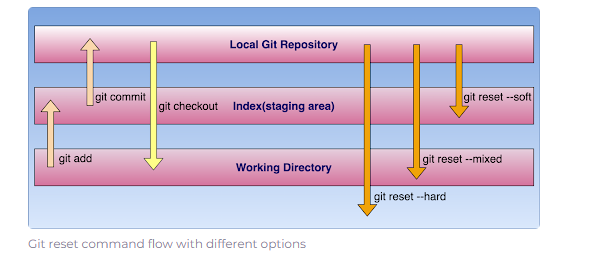 Local Git Repository
git commit
git checkout
Index(staging area)
git reset --soft
git add
Working Directory
git reset --mixed
git reset --hard
Git reset command flow with different options